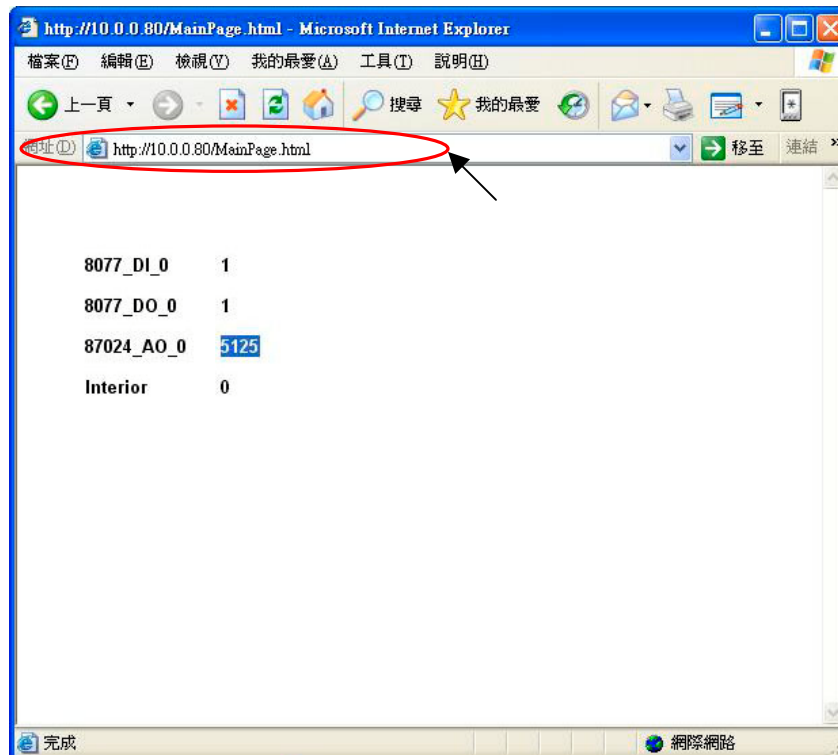 http://10.0.0.80/MainPage.html - Microsoft Internet Explorer
檔案(F) 編輯(E) 檢視(V) 我的最愛(A) 工具(T) 說明(H)
上一頁 搜尋 我的最愛
網址(D) http://10.0.0.80/MainPage.html 移至 連結 »
8077_DI_0 1
8077_DO_0 1
87024_AO_0 5125
Interior 0
完成 網際網路